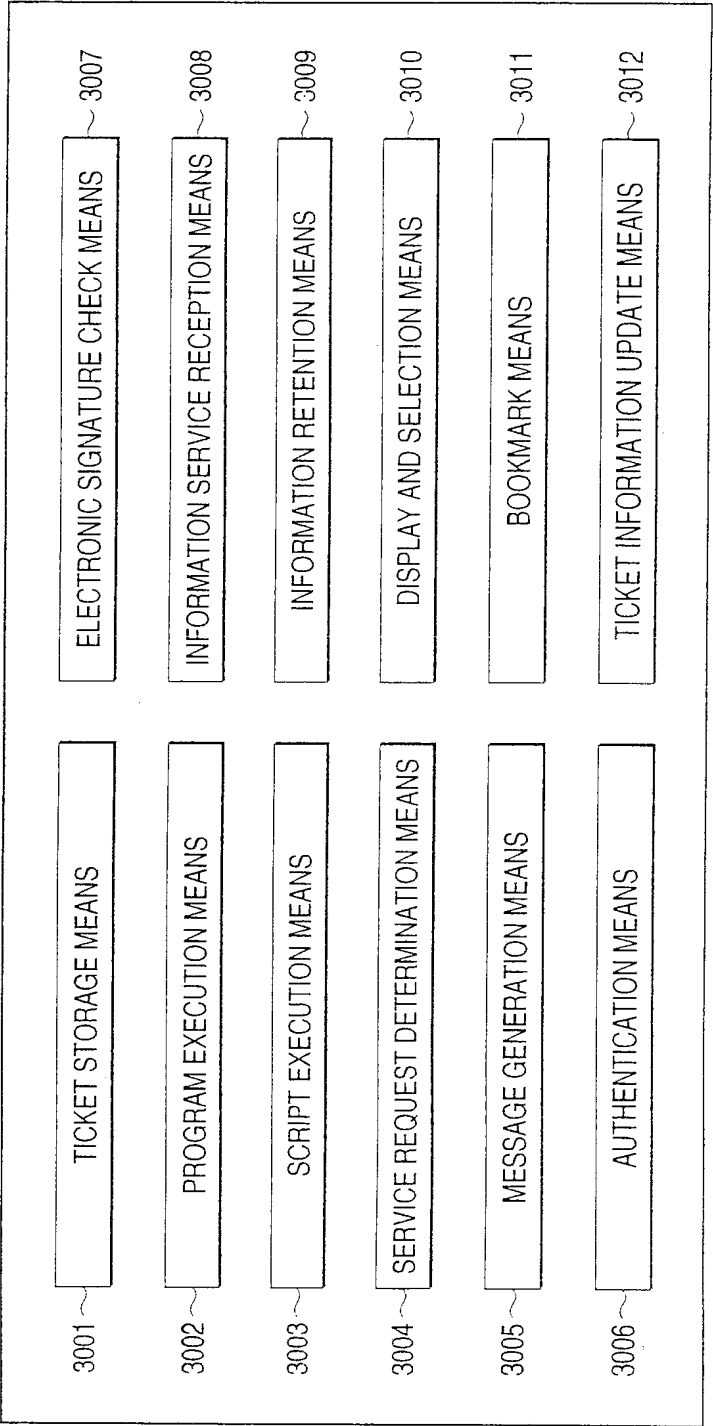 3001
TICKET STORAGE MEANS
3002
PROGRAM EXECUTION MEANS
3003
SCRIPT EXECUTION MEANS
3004
SERVICE REQUEST DETERMINATION MEANS
3005
MESSAGE GENERATION MEANS
3006
AUTHENTICATION MEANS
ELECTRONIC SIGNATURE CHECK MEANS
3007
INFORMATION SERVICE RECEPTION MEANS
3008
INFORMATION RETENTION MEANS
3009
DISPLAY AND SELECTION MEANS
3010
BOOKMARK MEANS
3011
TICKET INFORMATION UPDATE MEANS
3012